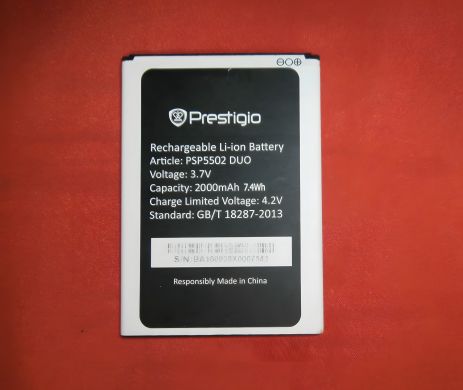 Prestigio
Rechargeable Li-ion Battery
Article: PSP5502 DUO
Voltage: 3.7V
Capacity: 2000mAh 7.4Wh
Charge Limited Voltage: 4.2V
Standard: GB/T 18287-2013
S/N:
Responsibly Made in China